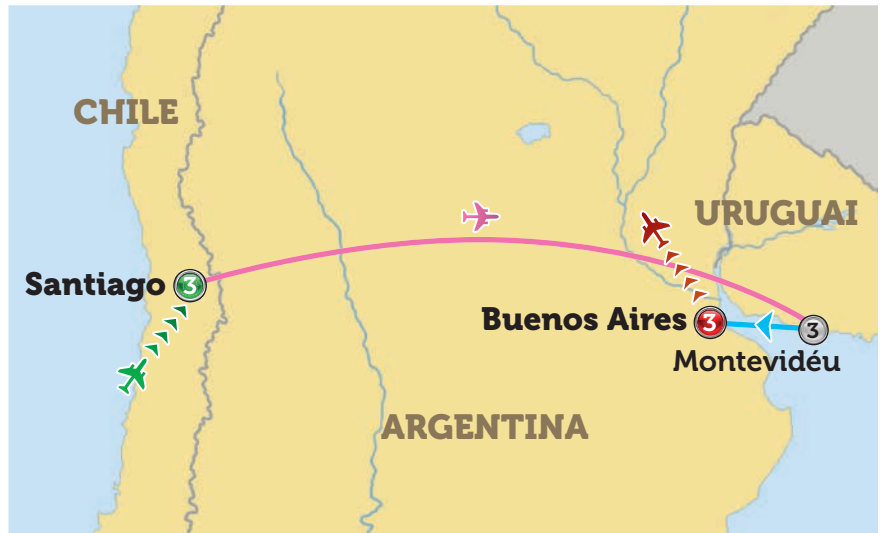 CHILE
URUGUAI
Santiago 3
Buenos Aires 3
3
Montevidéu
ARGENTINA